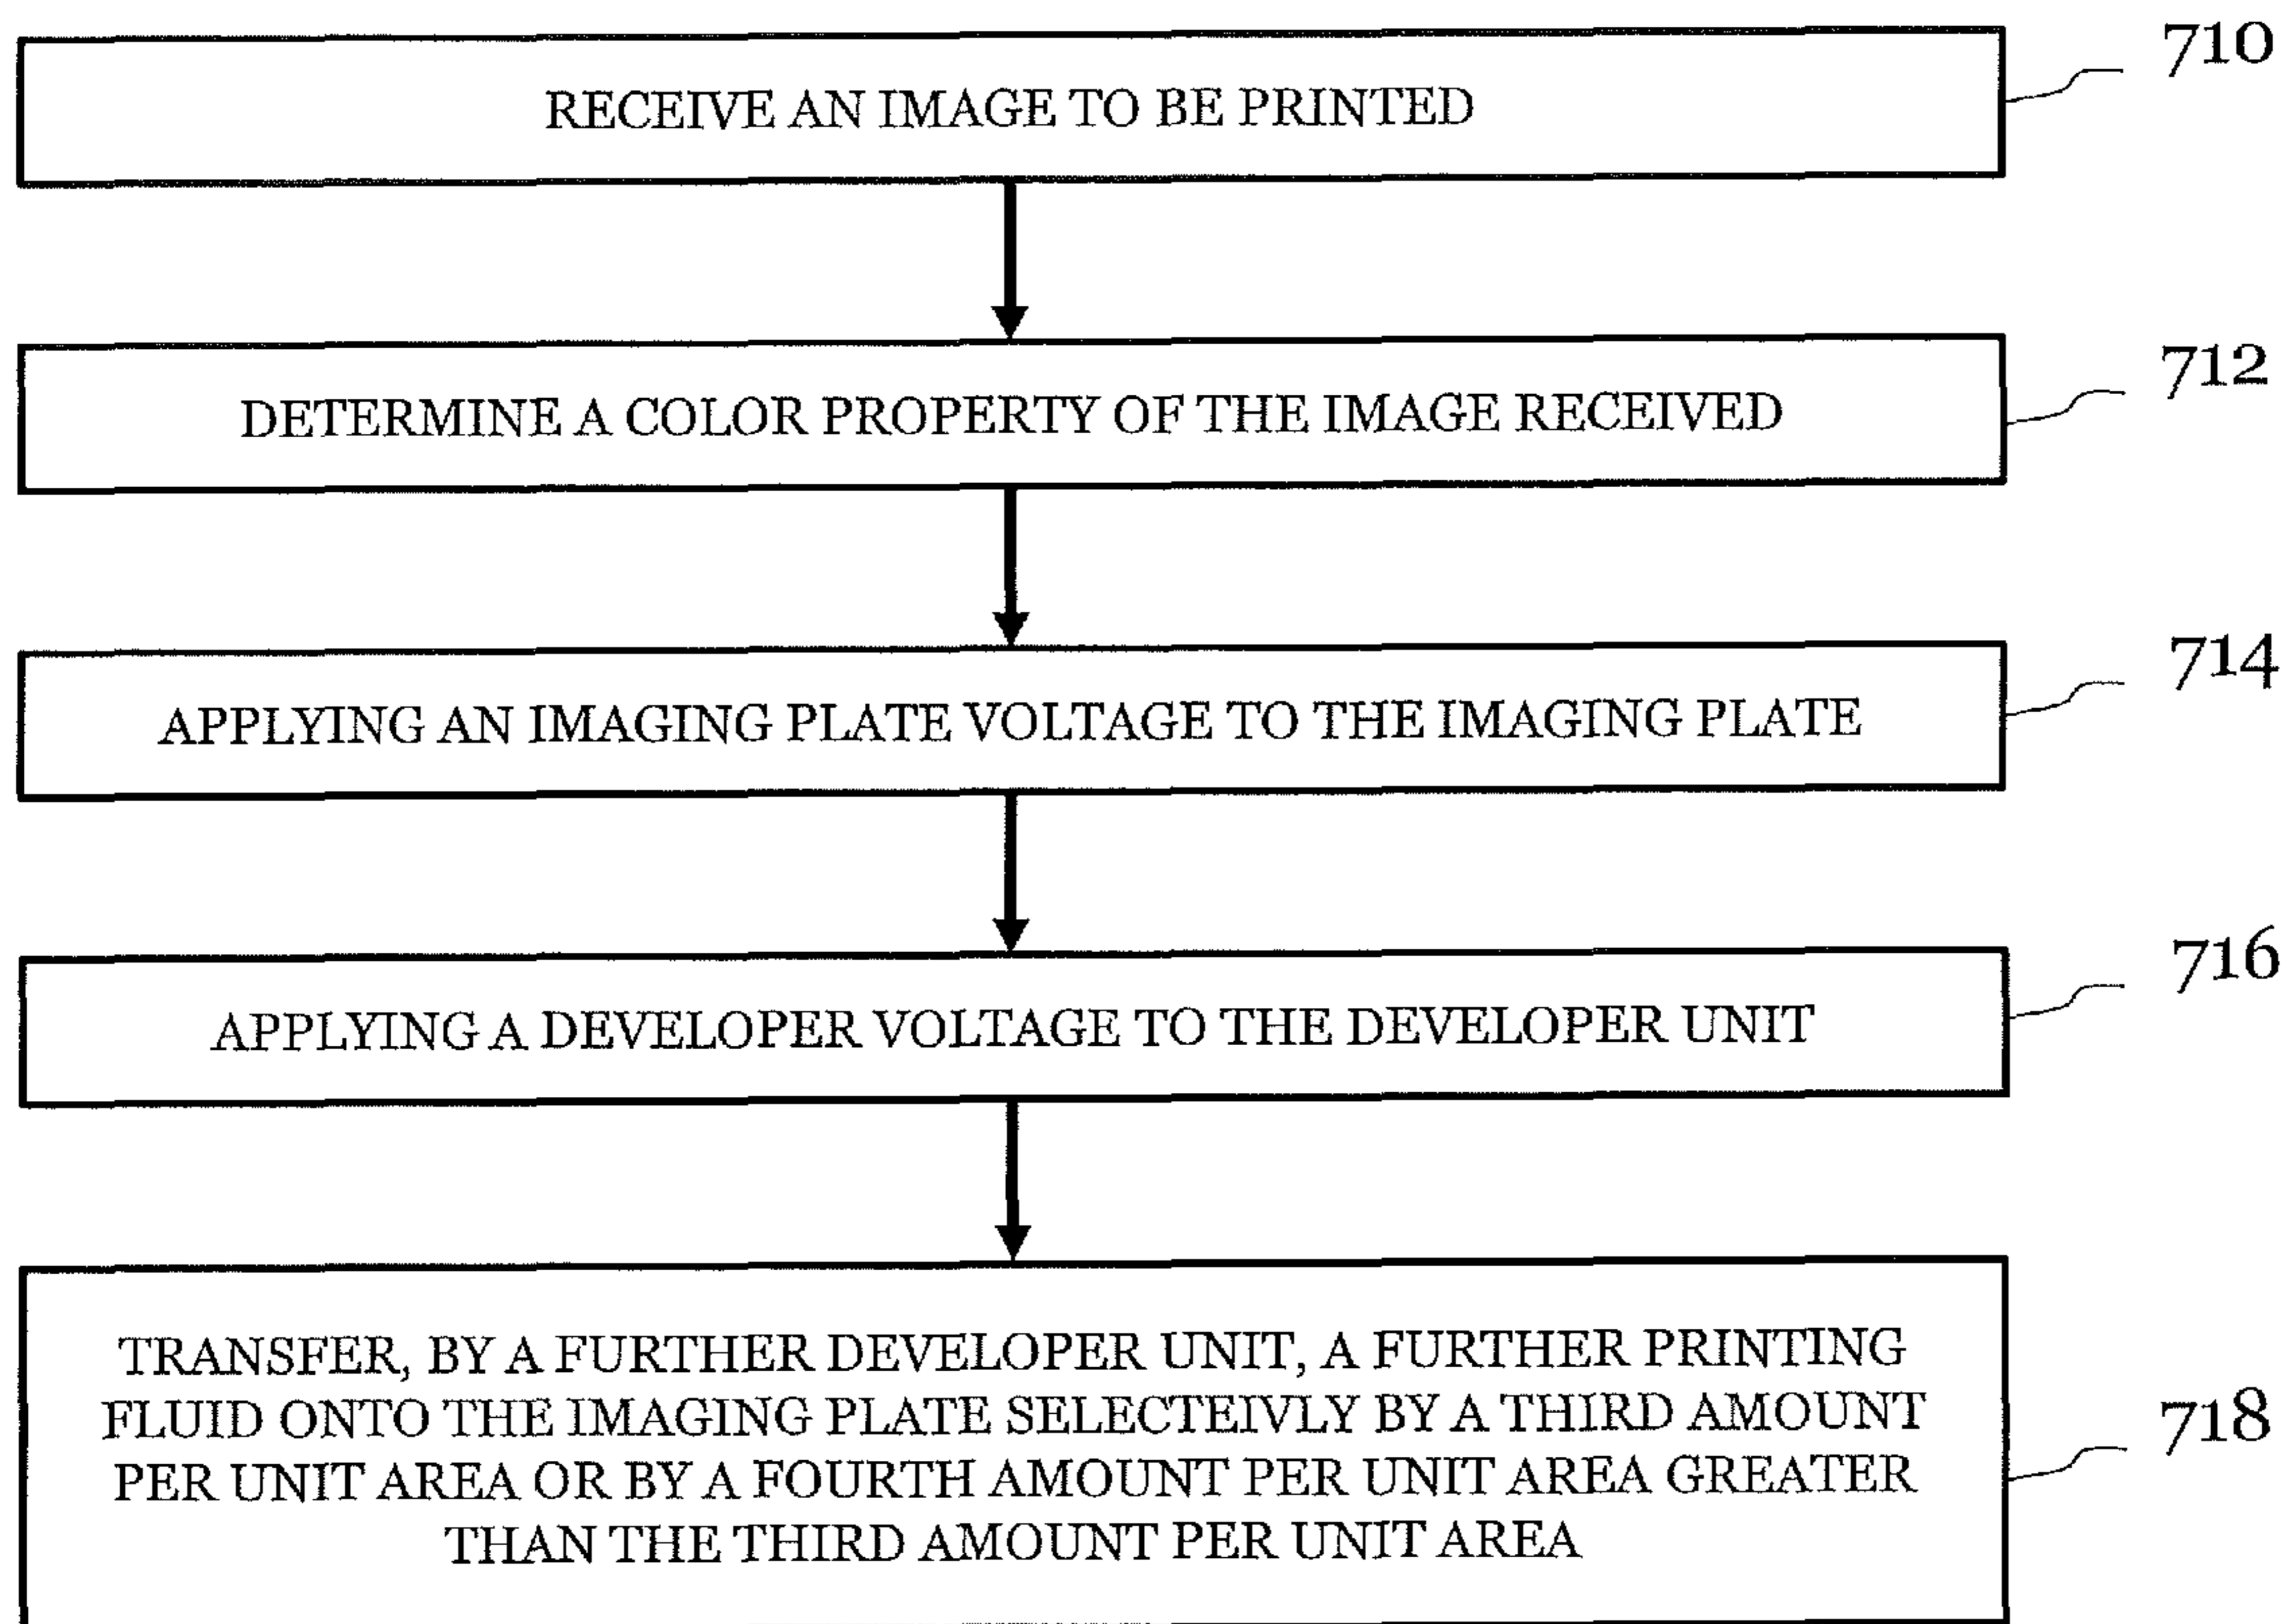 RECEIVE AN IMAGE TO BE PRINTED
710
DETERMINE A COLOR PROPERTY OF THE IMAGE RECEIVED
712
APPLYING AN IMAGING PLATE VOLTAGE TO THE IMAGING PLATE
714
APPLYING A DEVELOPER VOLTAGE TO THE DEVELOPER UNIT
716
TRANSFER, BY A FURTHER DEVELOPER UNIT, A FURTHER PRINTING
FLUID ONTO THE IMAGING PLATE SELECTEIVLY BY A THIRD AMOUNT
PER UNIT AREA OR BY A FOURTH AMOUNT PER UNIT AREA GREATER
THAN THE THIRD AMOUNT PER UNIT AREA
718